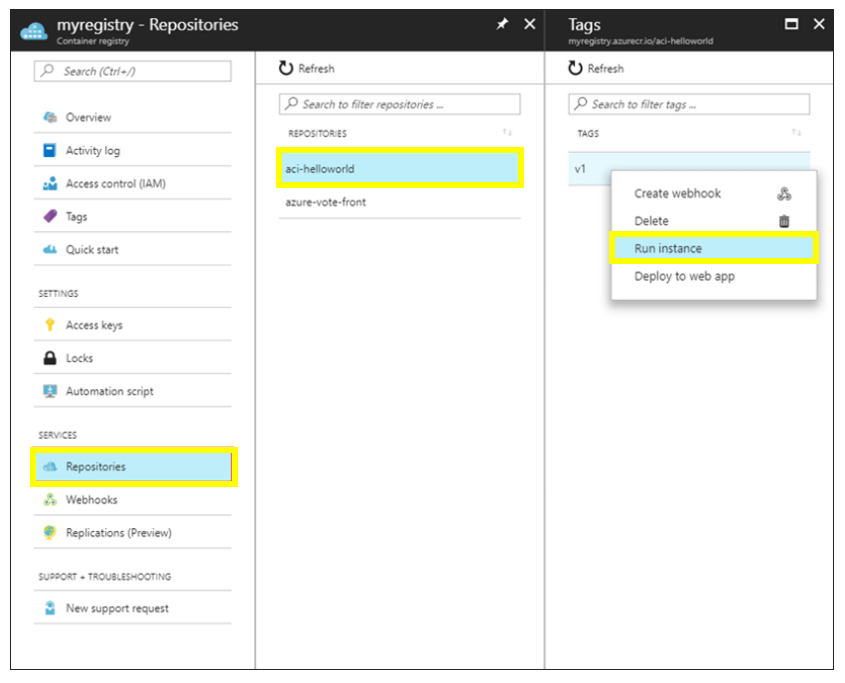 myregistry - Repositories
Container registry
Search (Ctrl+/)
Overview
Activity log
Access control (IAM)
Tags
Quick start
SETTINGS
Access keys
Locks
Automation script
SERVICES
Repositories
Webhooks
Replications (Preview)
SUPPORT + TROUBLESHOOTING
New support request
Refresh
Search to filter repositories ...
REPOSITORIES
aci-helloworld
azure-vote-front
Tags
myregistry.azurecr.io/aci-helloworld
Refresh
Search to filter tags ...
TAGS
v1
Create webhook
Delete
Run instance
Deploy to web app